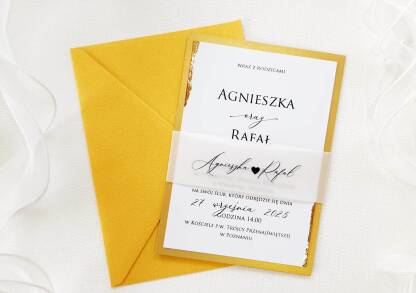 WRAZ Z RODZICAMI
AGNIESZKA
oraz
RAFAŁ
Agnieszka Rafał
NA SWÓJ ŚLUB, KTÓRY ODBĘDZIE SIĘ DNIA
27 września 2025
GODZINA 14:00
W KOŚCIELE P.W. TRÓJCY PRZENAJŚWIĘTSZEJ
W POZNANIU